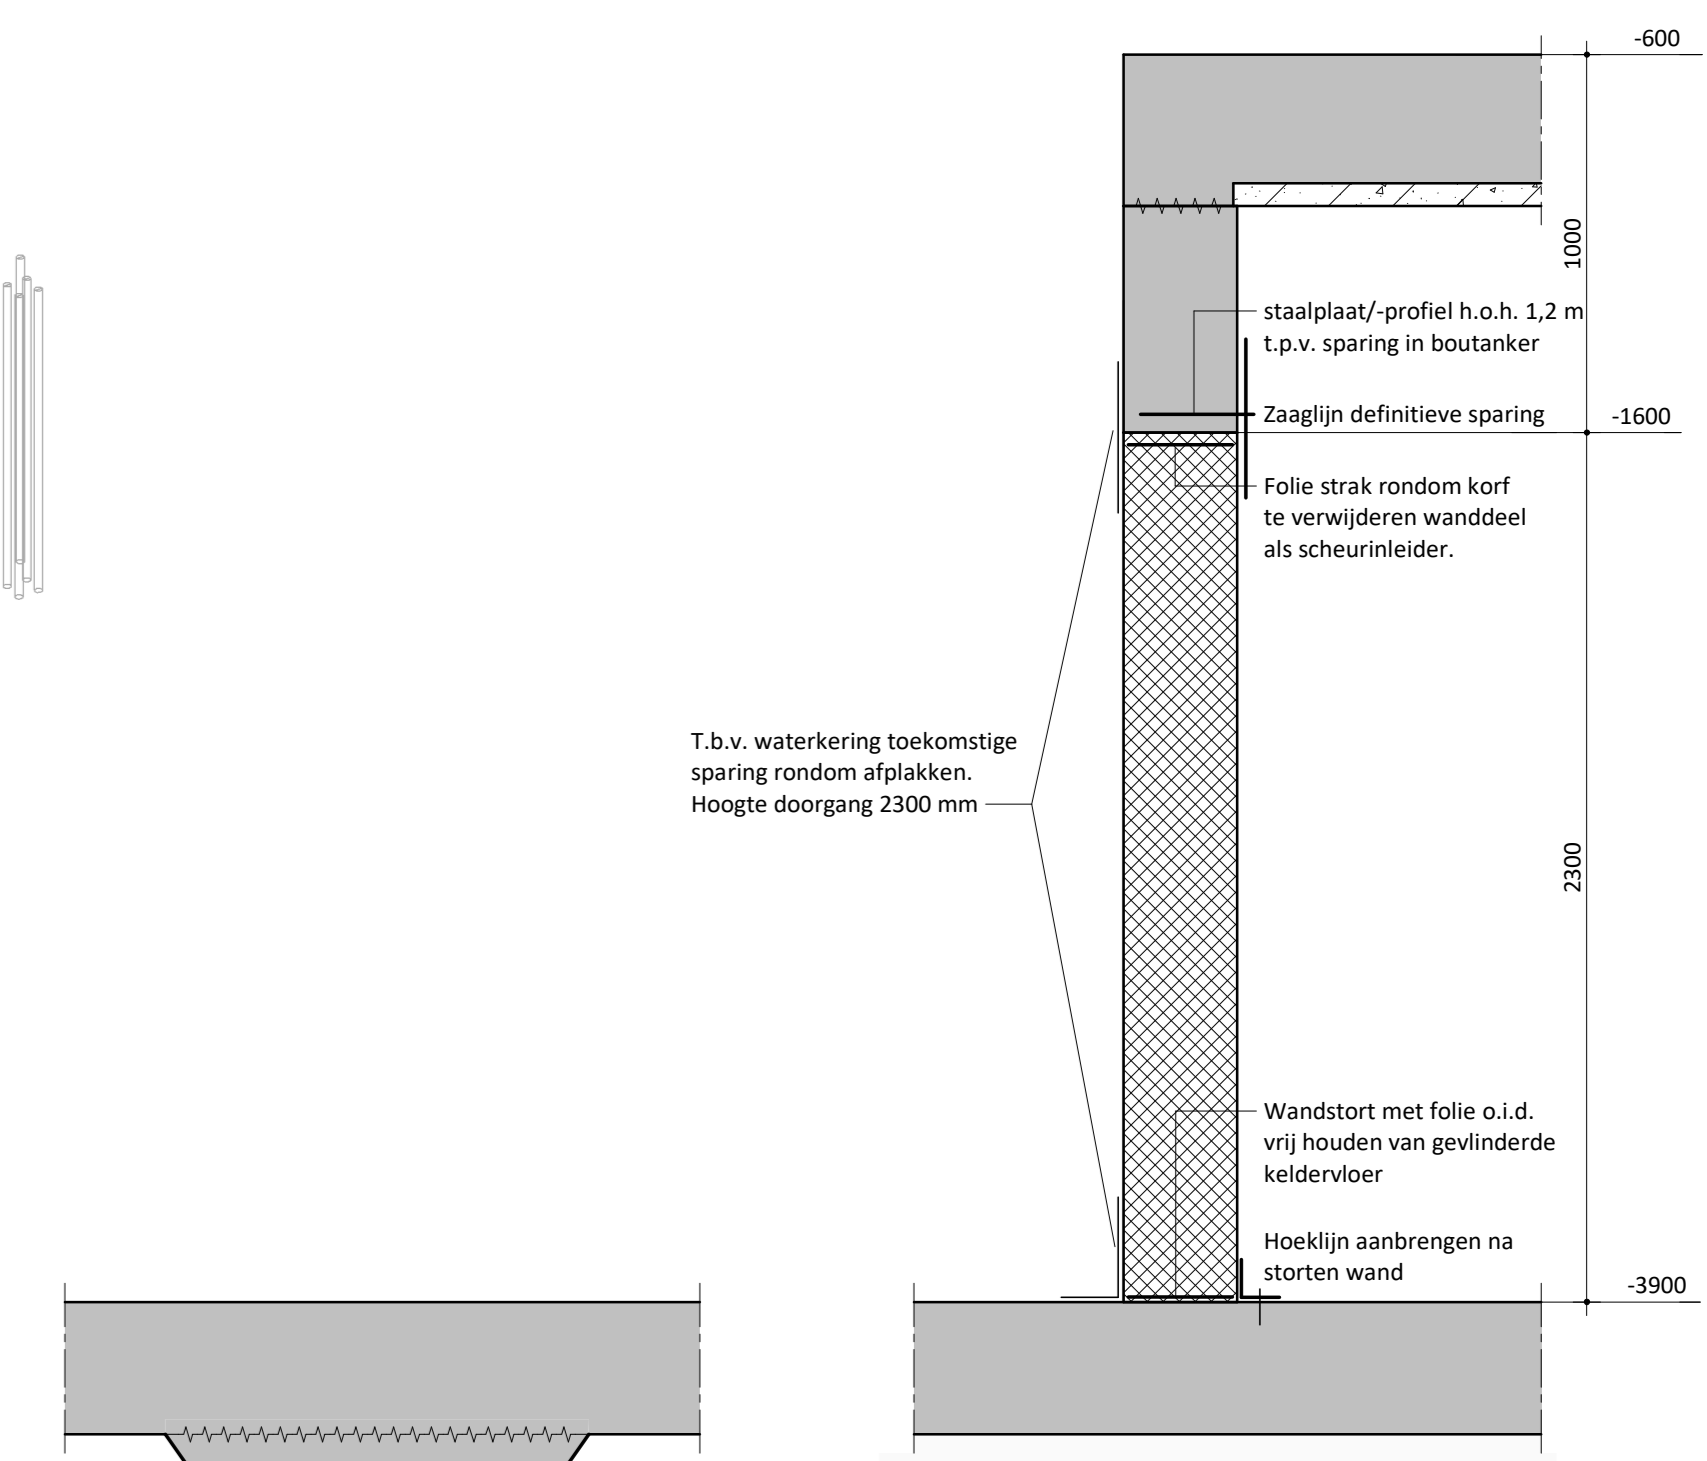 -600
1000
staalplaat/-profiel h.o.h. 1,2 m
t.p.v. sparing in boutanker
Zaaglijn definitieve sparing
-1600
Folie strak rondom korf
te verwijderen wanddeel
als scheurinleider.
T.b.v. waterkering toekomstige
sparing rondom afplakken.
Hoogte doorgang 2300 mm
2300
Wandstort met folie o.i.d.
vrij houden van gevlinderde
keldervloer
Hoeklijn aanbrengen na
storten wand
-3900